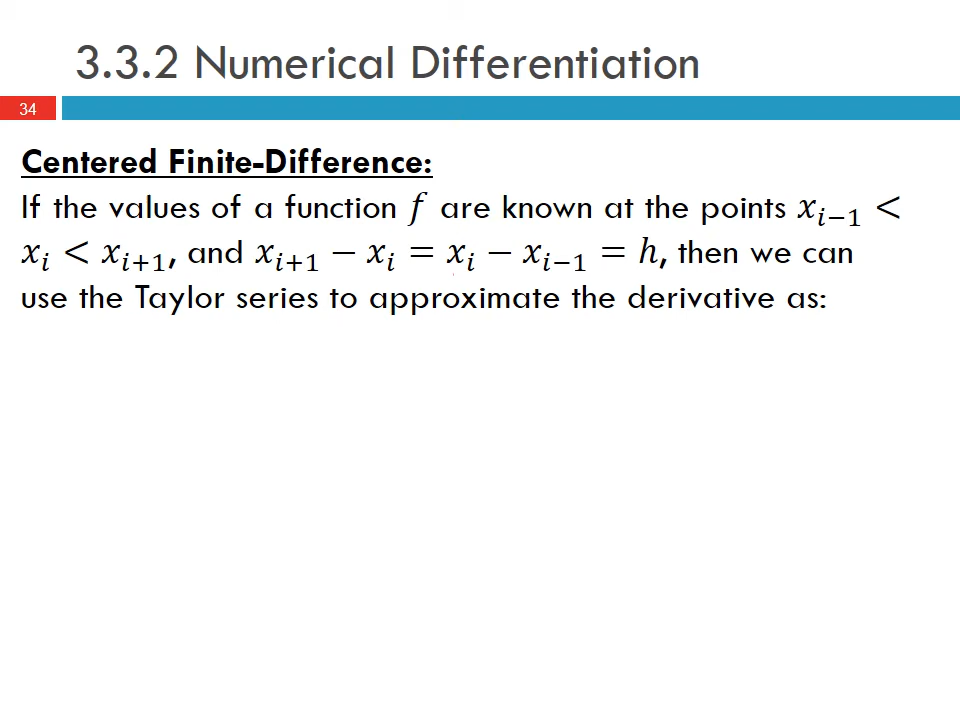 3.3.2 Numerical Differentiation
34
Centered Finite-Difference:
If the values of a function 𝑓 are known at the points 𝑥ᵢ₋₁ <
𝑥ᵢ < 𝑥ᵢ₊₁, and 𝑥ᵢ₊₁ − 𝑥ᵢ = 𝑥ᵢ − 𝑥ᵢ₋₁ = ℎ, then we can
use the Taylor series to approximate the derivative as: